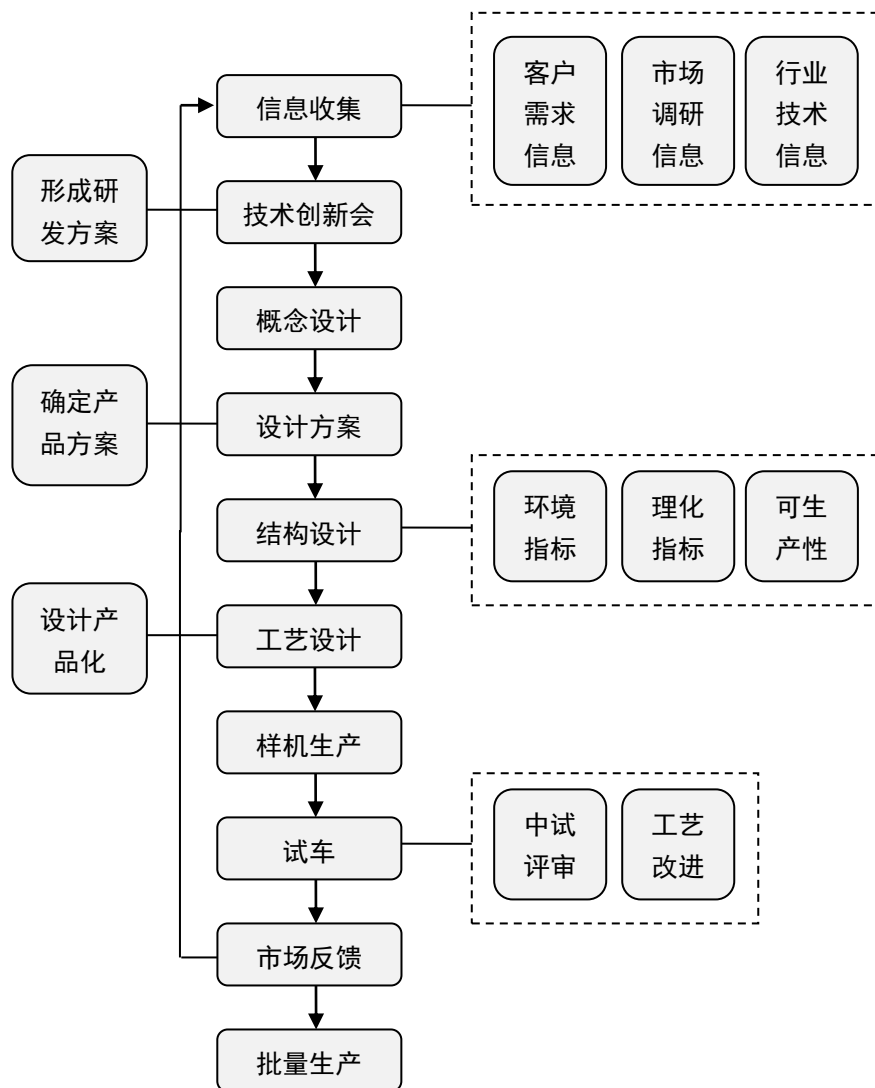 客户
需求
信息
市场
调研
信息
行业
技术
信息
信息收集
形成研
发方案
技术创新会
概念设计
确定产
品方案
设计方案
环境
指标
理化
指标
可生
产性
结构设计
设计产
品化
工艺设计
样机生产
中试
评审
工艺
改进
试车
市场反馈
批量生产